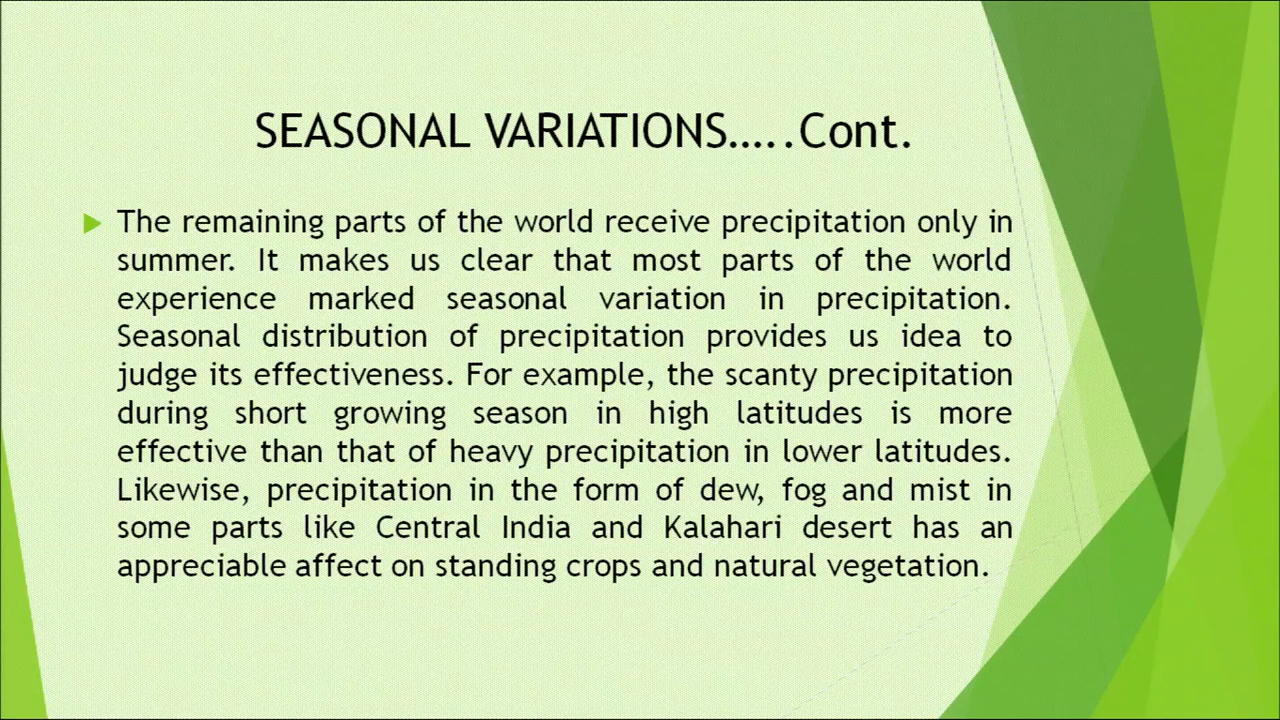 SEASONAL VARIATIONS.....Cont.
The remaining parts of the world receive precipitation only in
summer. It makes us clear that most parts of the world
experience marked seasonal variation in precipitation.
Seasonal distribution of precipitation provides us idea to
judge its effectiveness. For example, the scanty precipitation
during short growing season in high latitudes is more
effective than that of heavy precipitation in lower latitudes.
Likewise, precipitation in the form of dew, fog and mist in
some parts like Central India and Kalahari desert has an
appreciable affect on standing crops and natural vegetation.